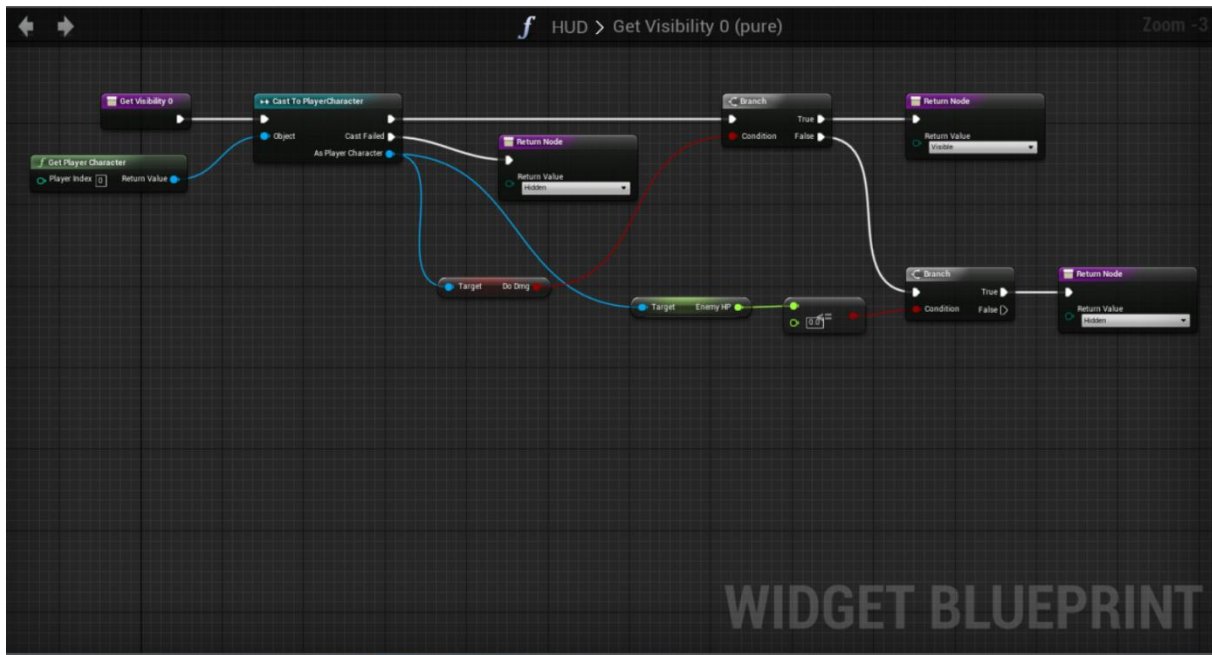 f HUD > Get Visibility 0 (pure)
Zoom -3
Get Visibility 0
Cast To PlayerCharacter
Object
Cast Failed
As Player Character
f Get Player Character
Player Index 0 Return Value
Return Node
Return Value
Hidden
Branch
True
Condition False
Return Node
Return Value
Visible
Target Do Dmg
Target Enemy HP
0.0 <=
Branch
True
Condition False
Return Node
Return Value
Hidden
WIDGET BLUEPRINT